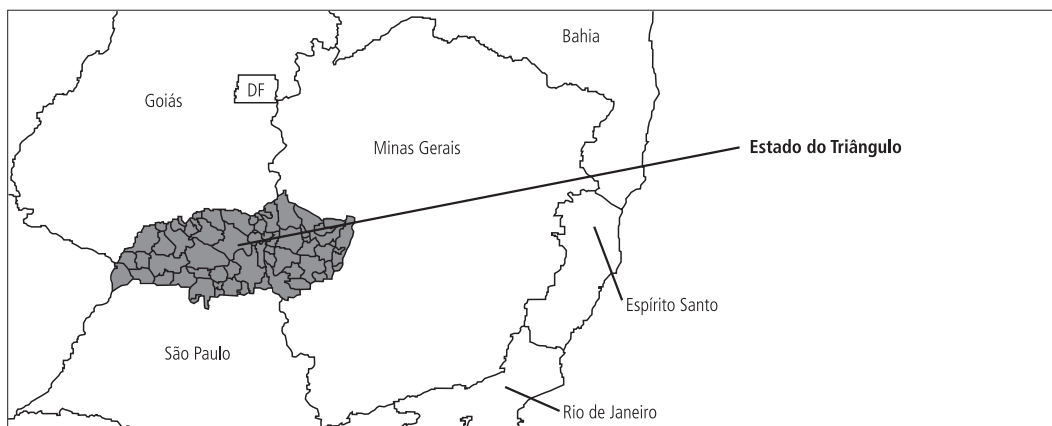 Bahia
DF
Goiás
Minas Gerais
Estado do Triângulo
Espírito Santo
São Paulo
Rio de Janeiro